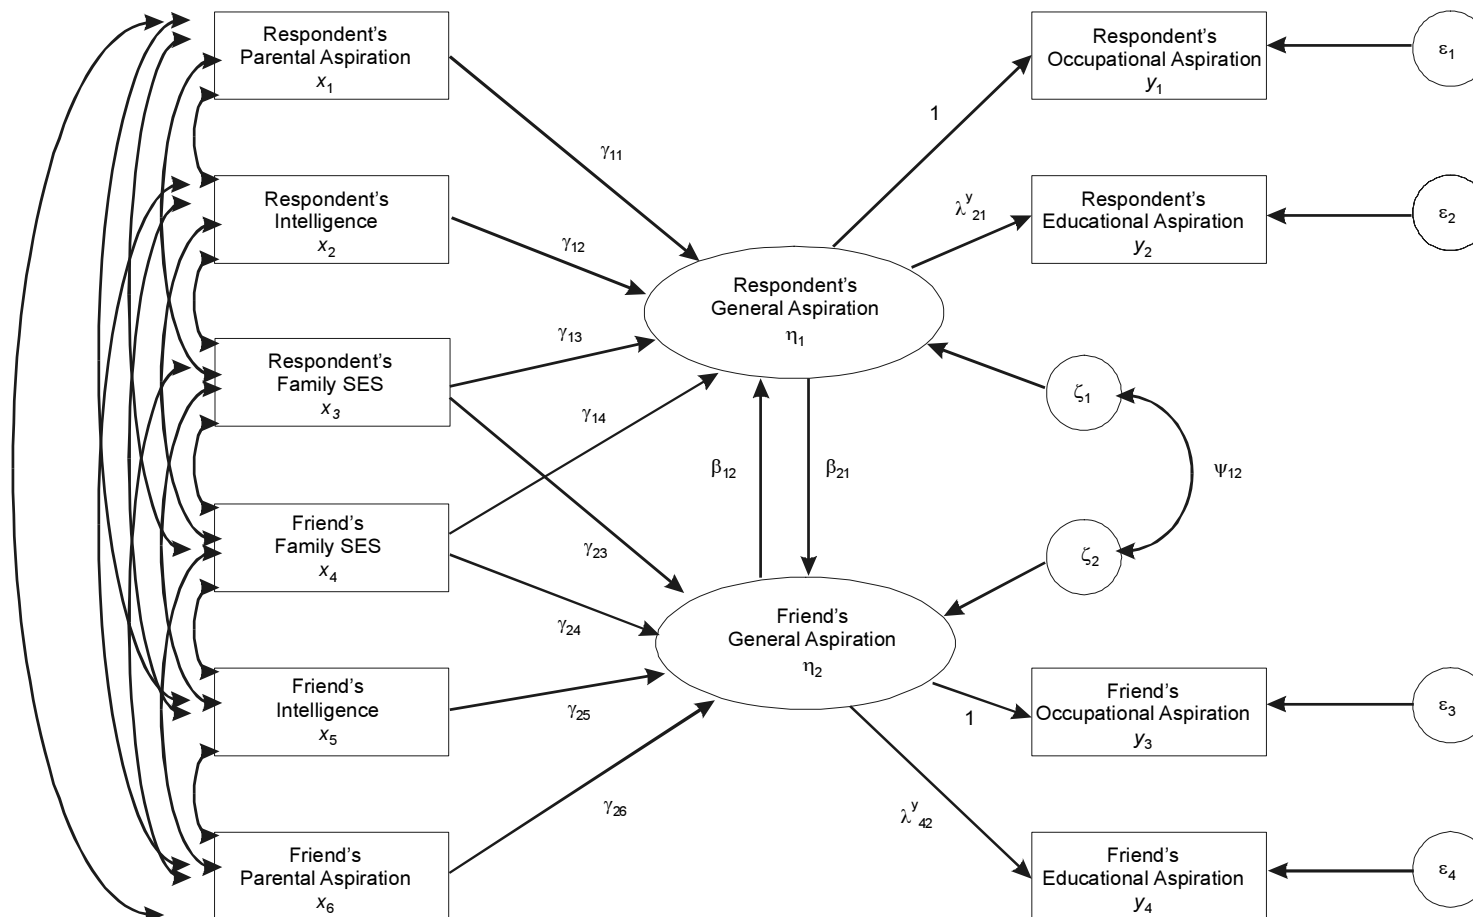 Respondent's
Parental Aspiration
x1
Respondent's
Intelligence
x2
Respondent's
Family SES
x3
Friend's
Family SES
x4
Friend's
Intelligence
x5
Friend's
Parental Aspiration
x6
γ11
γ12
γ13
γ14
γ23
γ24
γ25
γ26
Respondent's
General Aspiration
η1
β12
β21
Friend's
General Aspiration
η2
1
λy21
1
λy42
Respondent's
Occupational Aspiration
y1
Respondent's
Educational Aspiration
y2
ζ1
ψ12
ζ2
Friend's
Occupational Aspiration
y3
Friend's
Educational Aspiration
y4
ε1
ε2
ε3
ε4